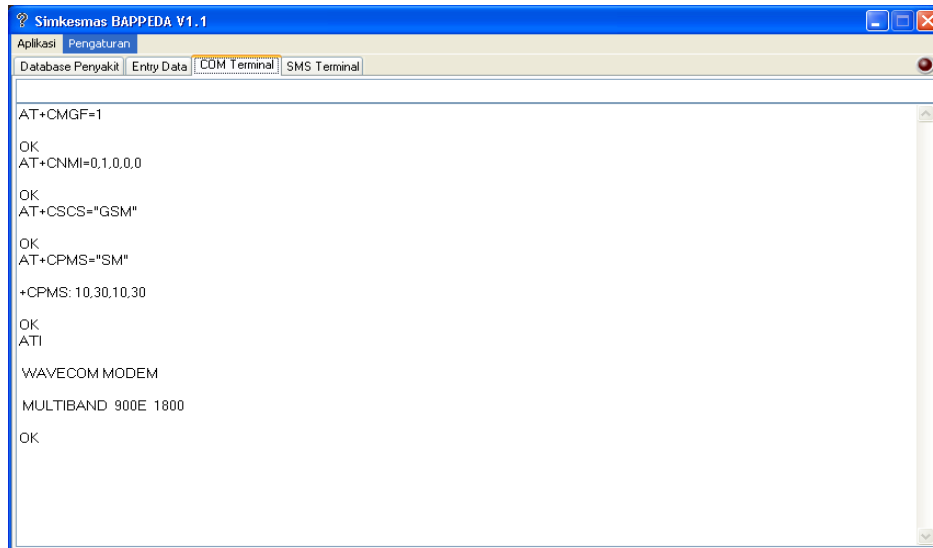 Simkesmas BAPPEDA V1.1
Aplikasi Pengaturan
Database Penyakit Entry Data COM Terminal SMS Terminal
AT+CMGF=1
OK
AT+CNMI=0,1,0,0,0
OK
AT+CSCS="GSM"
OK
AT+CPMS="SM"
+CPMS: 10,30,10,30
OK
ATI
WAVECOM MODEM
MULTIBAND 900E 1800
OK